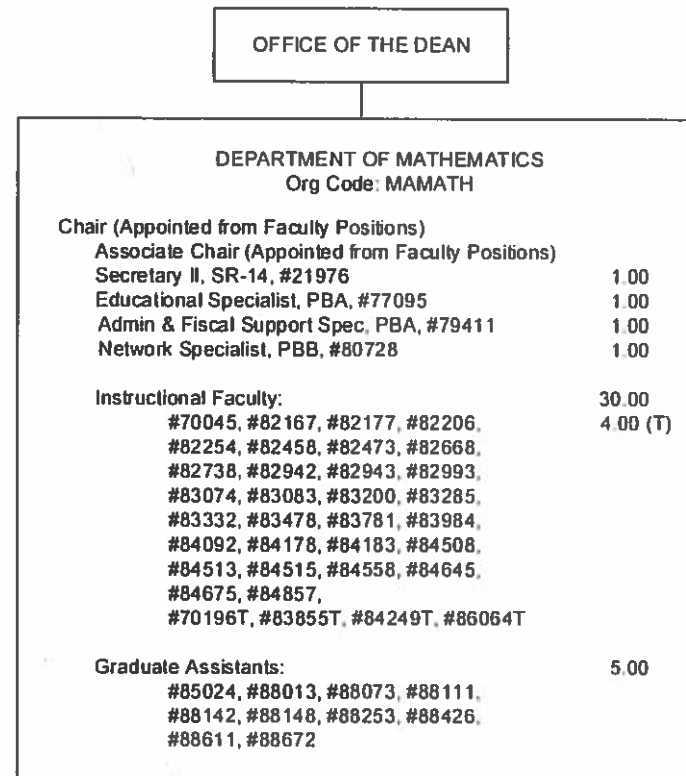 OFFICE OF THE DEAN
DEPARTMENT OF MATHEMATICS
Org Code: MAMATH
Chair (Appointed from Faculty Positions)
Associate Chair (Appointed from Faculty Positions)
Secretary II, SR-14, #21976 1.00
Educational Specialist, PBA, #77095 1.00
Admin & Fiscal Support Spec, PBA, #79411 1.00
Network Specialist, PBB, #80728 1.00
Instructional Faculty: 30.00
#70045, #82167, #82177, #82206, 4.00 (T)
#82254, #82458, #82473, #82668,
#82738, #82942, #82943, #82993,
#83074, #83083, #83200, #83285,
#83332, #83478, #83781, #83984,
#84092, #84178, #84183, #84508,
#84513, #84515, #84558, #84645,
#84675, #84857,
#70196T, #83855T, #84249T, #86064T
Graduate Assistants: 5.00
#85024, #88013, #88073, #88111,
#88142, #88148, #88253, #88426,
#88611, #88672